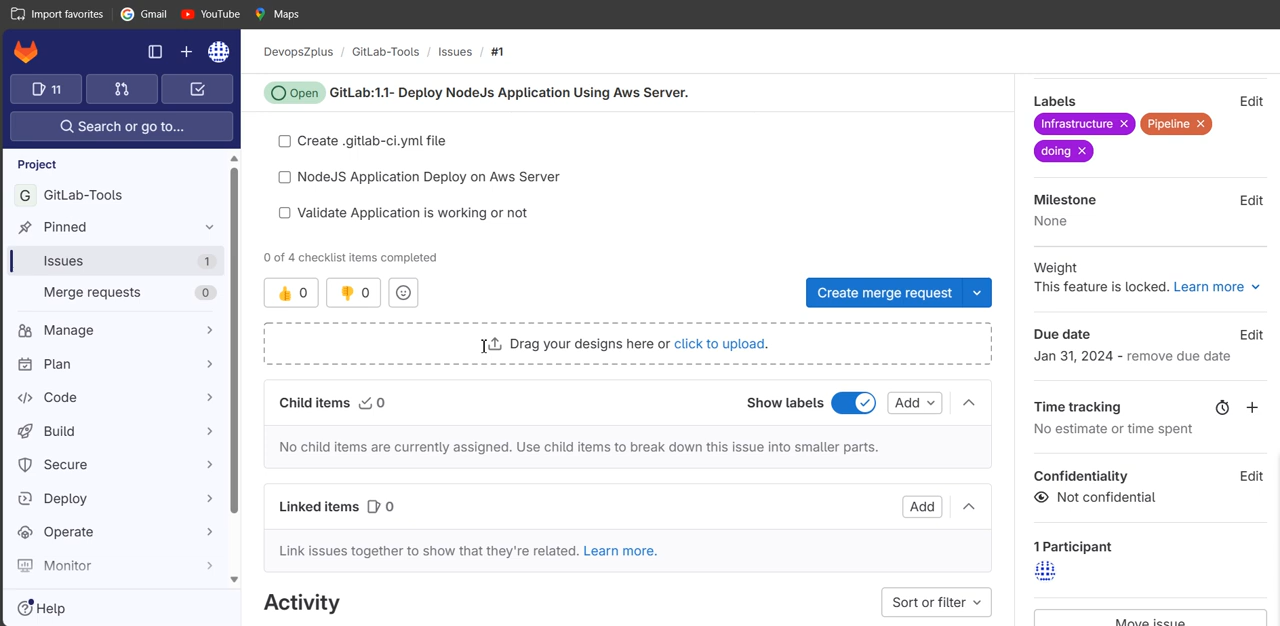 Import favorites
Gmail
YouTube
Maps
11
Search or go to...
Project
G GitLab-Tools
Pinned
Issues 1
Merge requests 0
Manage
Plan
Code
Build
Secure
Deploy
Operate
Monitor
Help
DevopsZplus / GitLab-Tools / Issues / #1
Open GitLab:1.1- Deploy NodeJs Application Using Aws Server.
Create .gitlab-ci.yml file
NodeJS Application Deploy on Aws Server
Validate Application is working or not
0 of 4 checklist items completed
0
0
Create merge request
Drag your designs here or click to upload.
Child items 0
Show labels
Add
No child items are currently assigned. Use child items to break down this issue into smaller parts.
Linked items 0
Add
Link issues together to show that they're related. Learn more.
Activity
Sort or filter
Labels Edit
Infrastructure
Pipeline
doing
Milestone Edit
None
Weight
This feature is locked. Learn more
Due date Edit
Jan 31, 2024 - remove due date
Time tracking
No estimate or time spent
Confidentiality Edit
Not confidential
1 Participant
Move issue